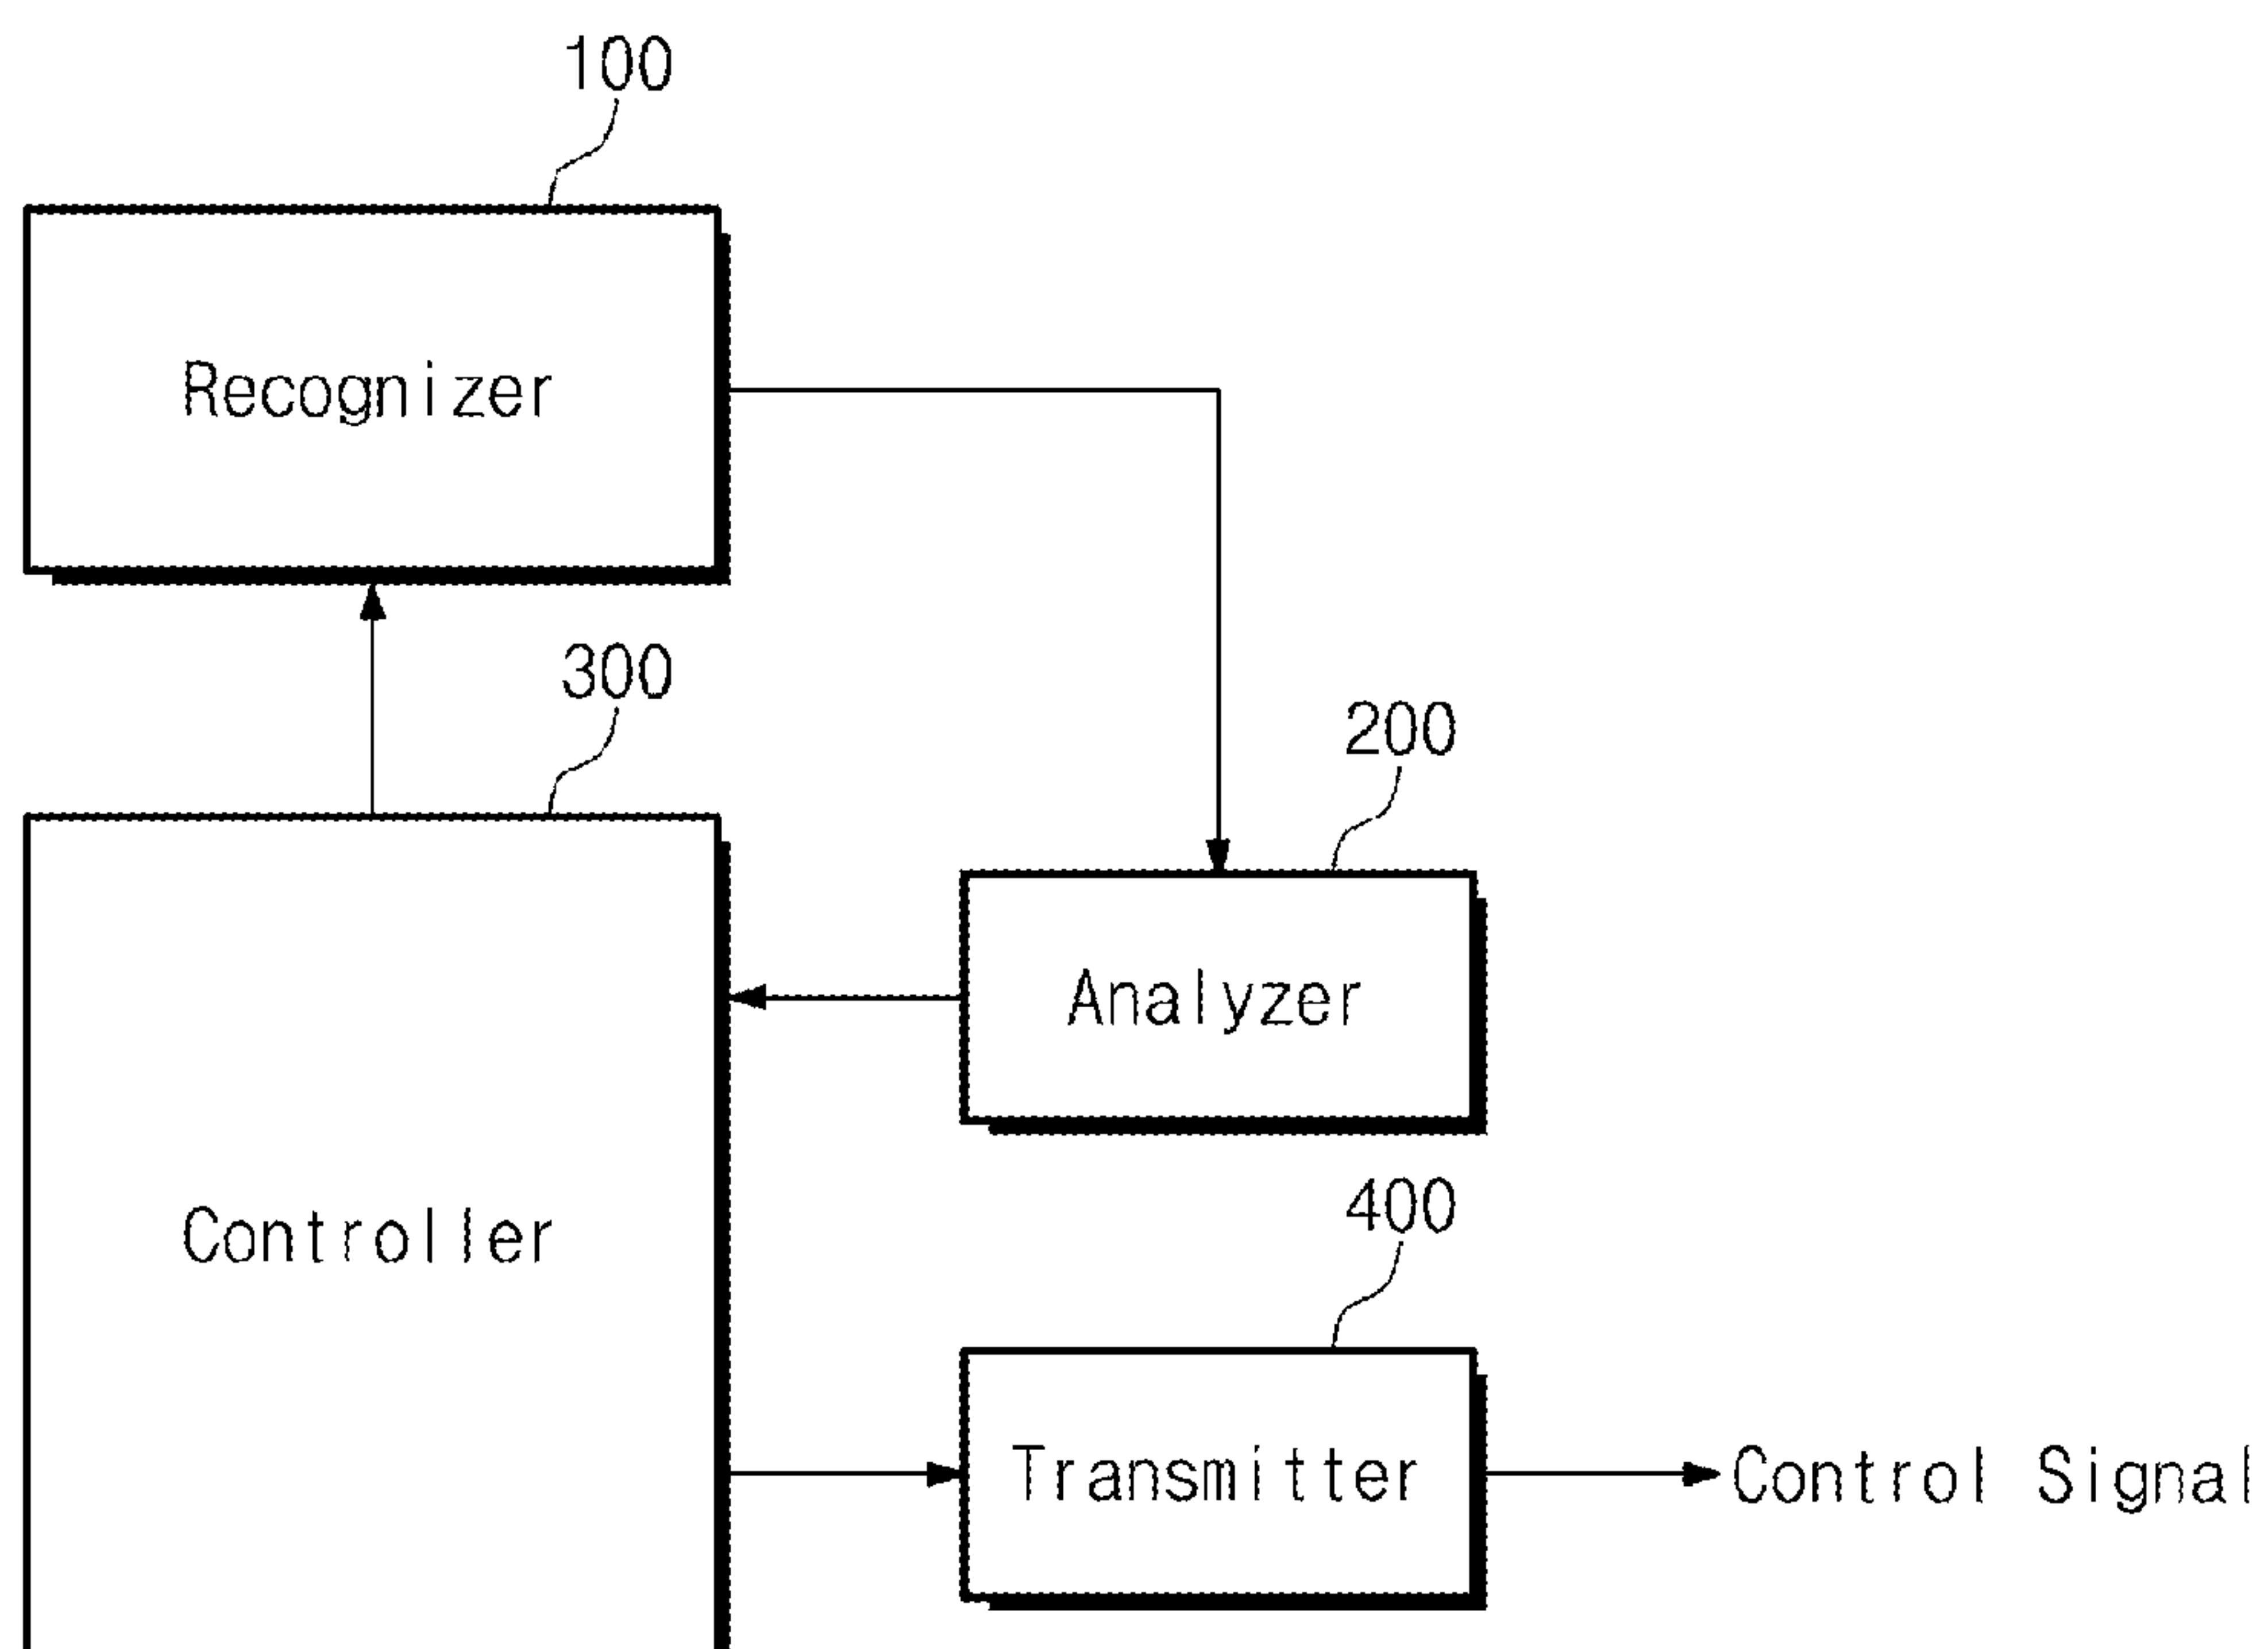 100
Recognizer
300
200
Analyzer
Controller
400
Transmitter
Control Signal